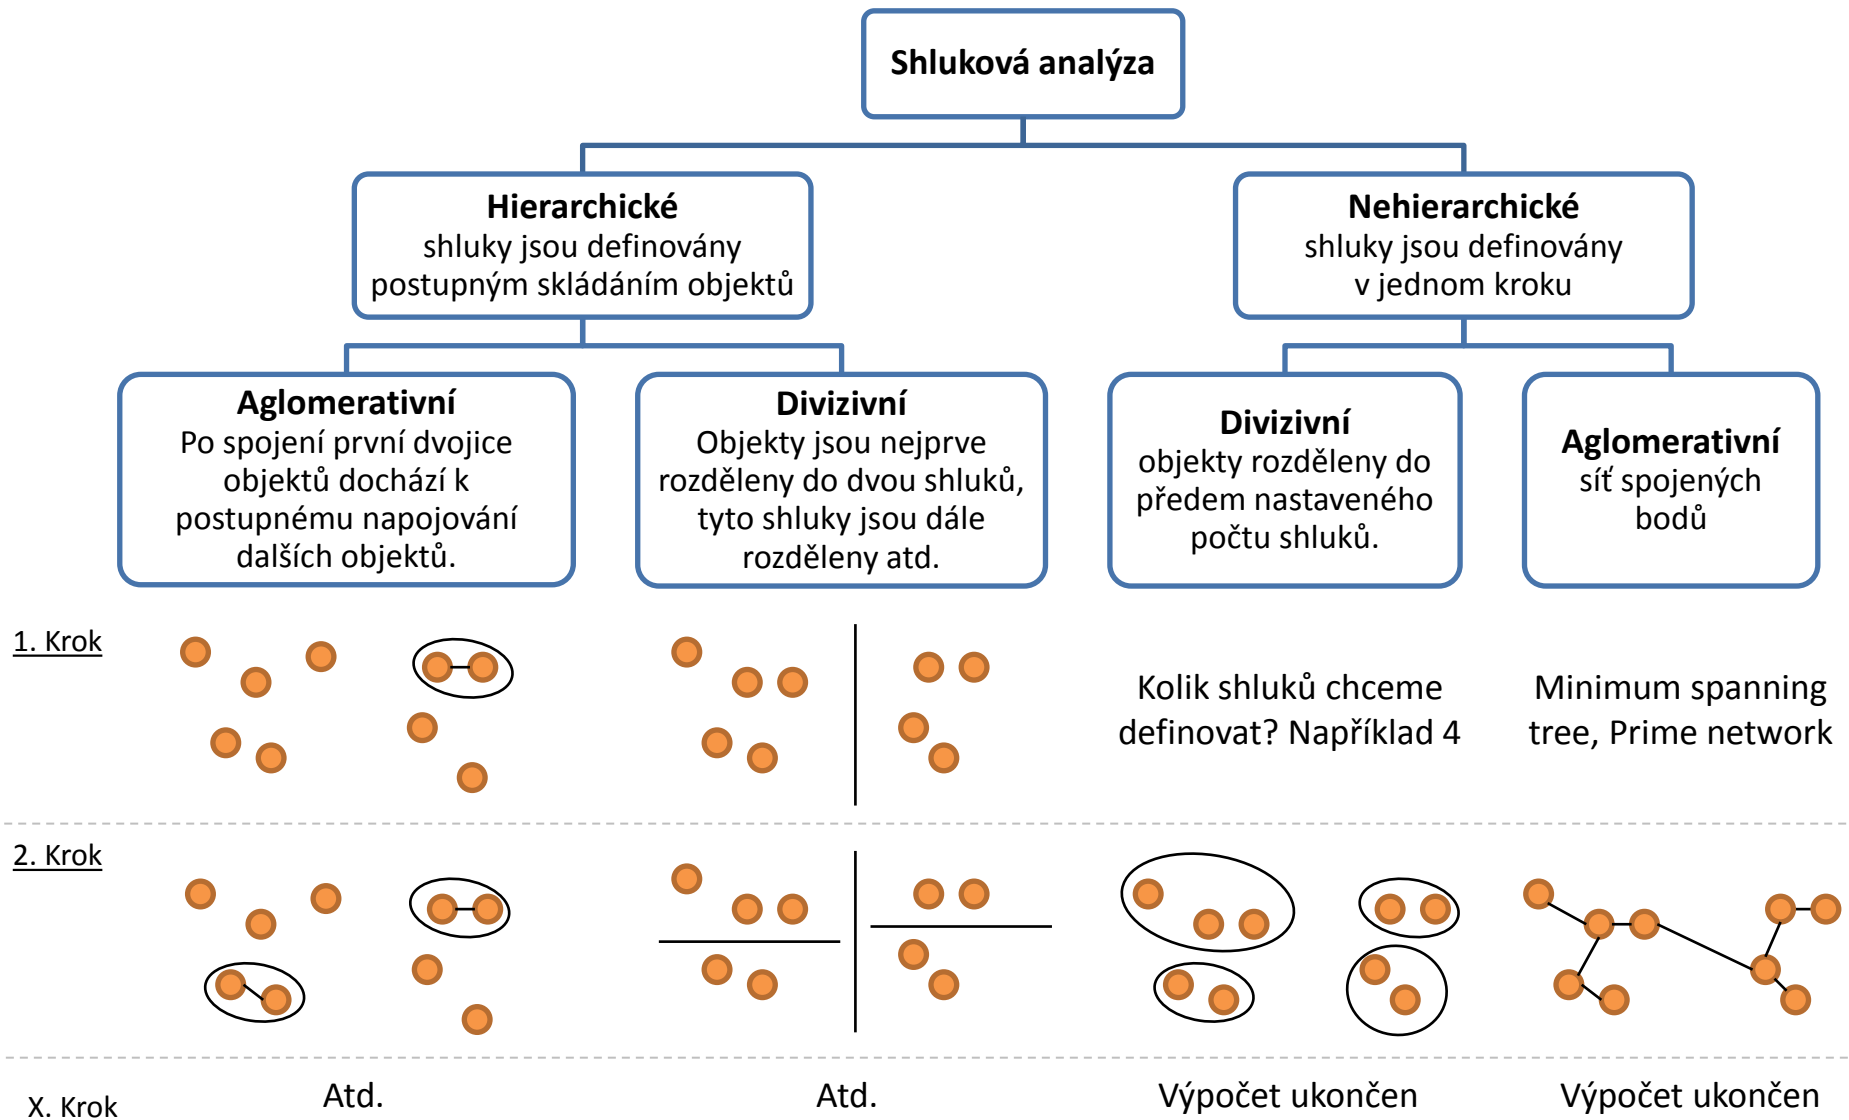 Shluková analýza
Hierarchické
shluky jsou definovány
postupným skládáním objektů
Nehierarchické
shluky jsou definovány
v jednom kroku
Aglomerativní
Po spojení první dvojice
objektů dochází k
postupnému napojování
dalších objektů.
Divizivní
Objekty jsou nejprve
rozděleny do dvou shluků,
tyto shluky jsou dále
rozděleny atd.
Divizivní
objekty rozděleny do
předem nastaveného
počtu shluků.
Aglomerativní
síť spojených
bodů
1. Krok
Kolik shluků chceme
definovat? Například 4
Minimum spanning
tree, Prime network
2. Krok
X. Krok
Atd.
Atd.
Výpočet ukončen
Výpočet ukončen